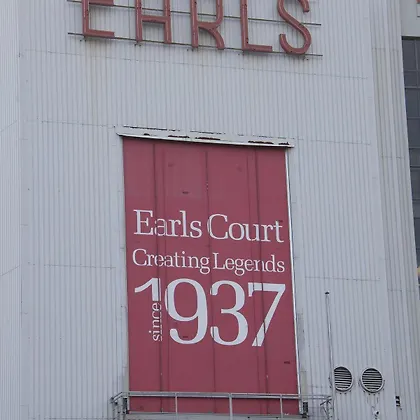 EARLS
Earls Court
Creating Legends
since 1937